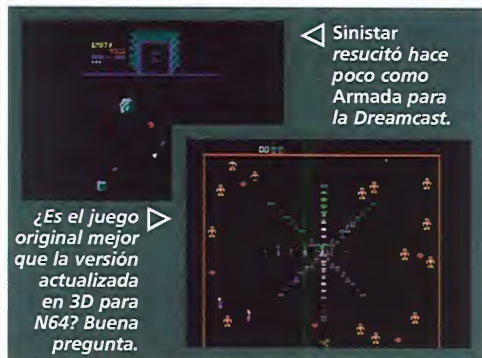 Sinistar
resucitó hace
poco como
Armada para
la Dreamcast.
¿Es el juego
original mejor
que la versión
actualizada
en 3D para
N64? Buena
pregunta.